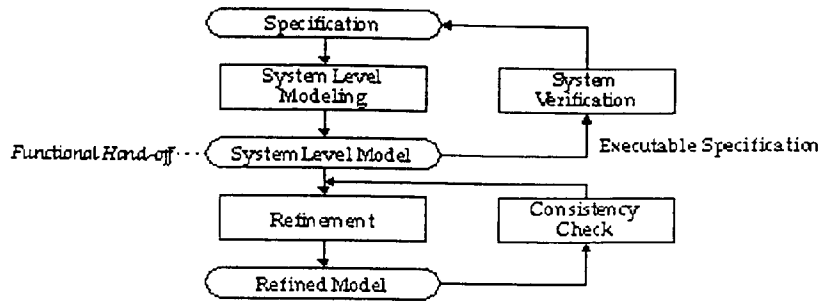 Specification
System Level
Modeling
System
Verification
Functional Hand-off
System Level Model
Executable Specification
Refinement
Consistency
Check
Refined Model